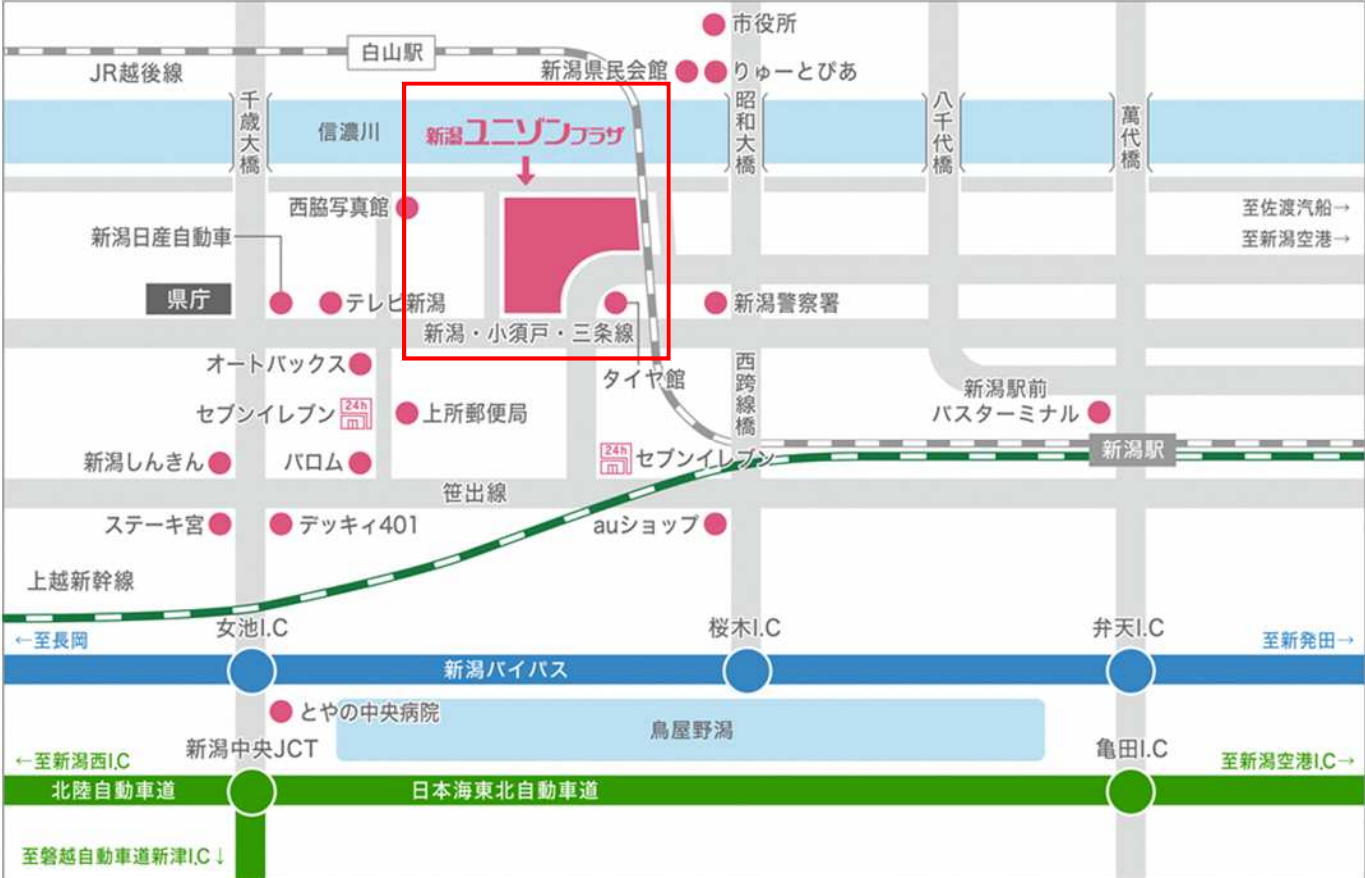 市役所
白山駅
JR越後線
新潟県民会館
りゅーとぴあ
千歳大橋
信濃川
新潟ユニゾンプラザ
↓
昭和大橋
八千代橋
萬代橋
西脇写真館
至佐渡汽船→
新潟日産自動車
至新潟空港→
県庁
テレビ新潟
新潟警察署
新潟・小須戸・三条線
オートバックス
タイヤ館
西跨線橋
新潟駅前
バスターミナル
セブンイレブン
24h
上所郵便局
新潟駅
新潟しんきん
バロム
24h
セブンイレブン
笹出線
ステーキ宮
デッキィ401
auショップ
上越新幹線
女池I.C
桜木I.C
弁天I.C
←至長岡
至新発田→
新潟バイパス
とやの中央病院
鳥屋野潟
新潟中央JCT
亀田I.C
←至新潟西I.C
至新潟空港I.C→
北陸自動車道
日本海東北自動車道
至磐越自動車道新津I.C↓